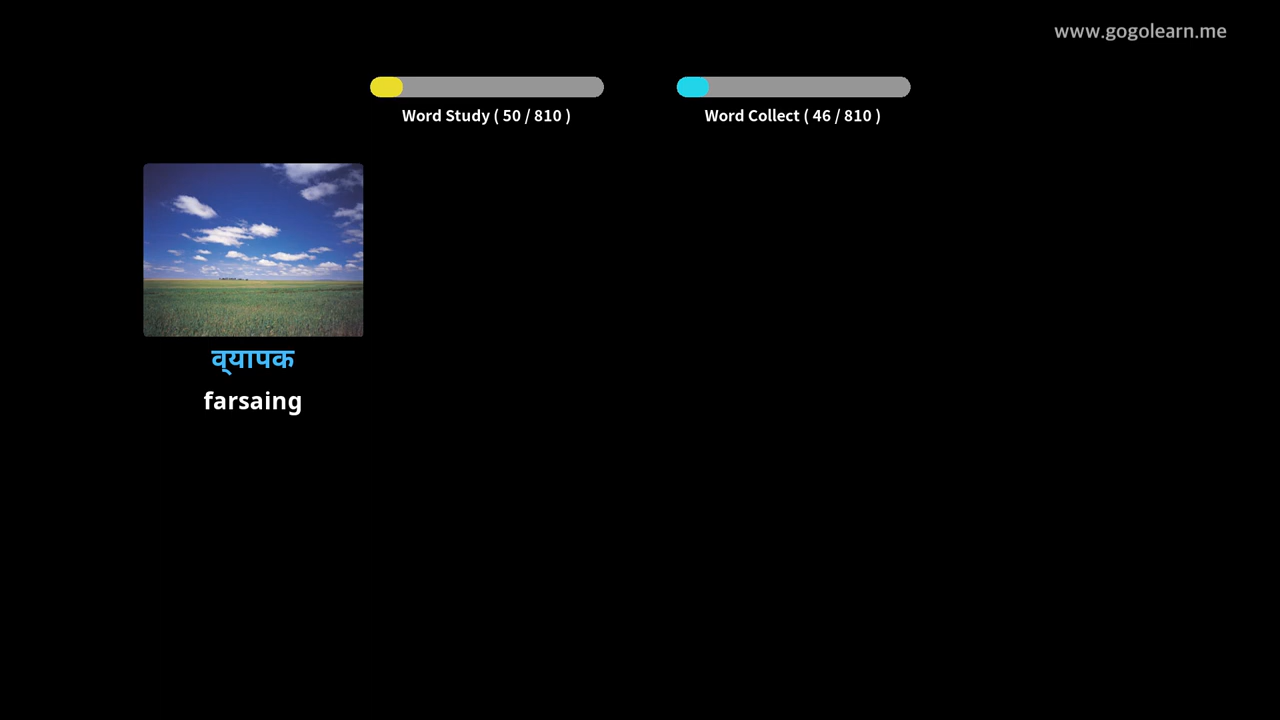 www.gogolearn.me
Word Study ( 50 / 810 )
Word Collect ( 46 / 810 )
व्यापक
farsaing